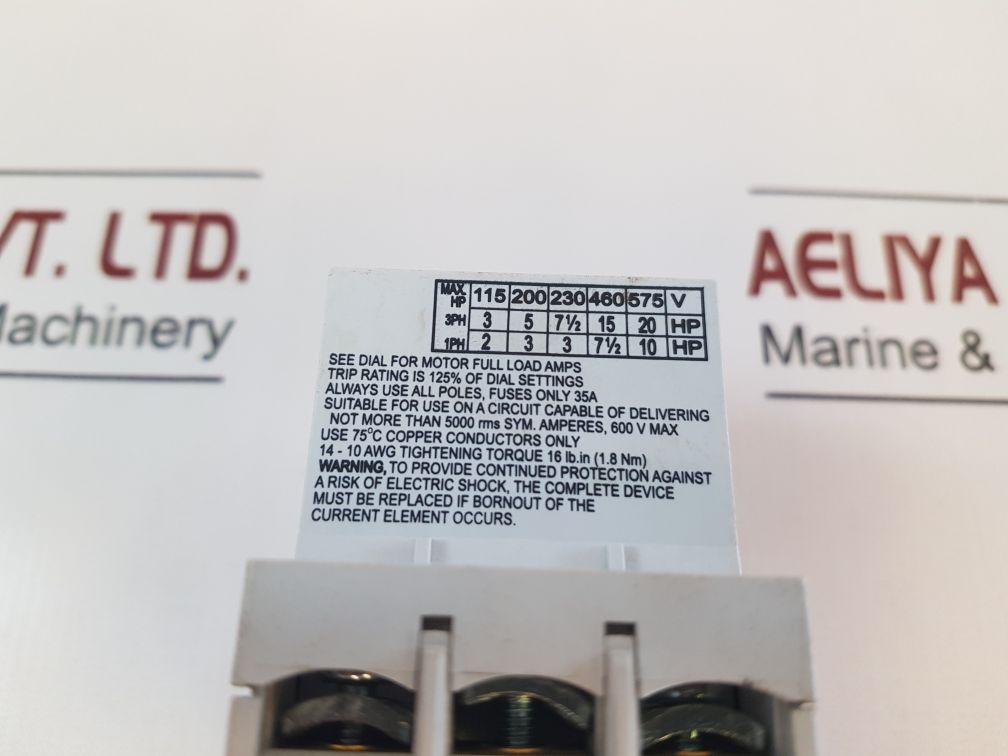 VT. LTD.
Machinery
AELIYA
Marine &
MAX. HP 115 200 230 460 575 V
3PH 3 5 7½ 15 20 HP
1PH 2 3 3 7½ 10 HP
SEE DIAL FOR MOTOR FULL LOAD AMPS
TRIP RATING IS 125% OF DIAL SETTINGS
ALWAYS USE ALL POLES, FUSES ONLY 35A
SUITABLE FOR USE ON A CIRCUIT CAPABLE OF DELIVERING
NOT MORE THAN 5000 rms SYM. AMPERES, 600 V MAX
USE 75°C COPPER CONDUCTORS ONLY
14 - 10 AWG TIGHTENING TORQUE 16 lb.in (1.8 Nm)
WARNING, TO PROVIDE CONTINUED PROTECTION AGAINST
A RISK OF ELECTRIC SHOCK, THE COMPLETE DEVICE
MUST BE REPLACED IF BORNOUT OF THE
CURRENT ELEMENT OCCURS.